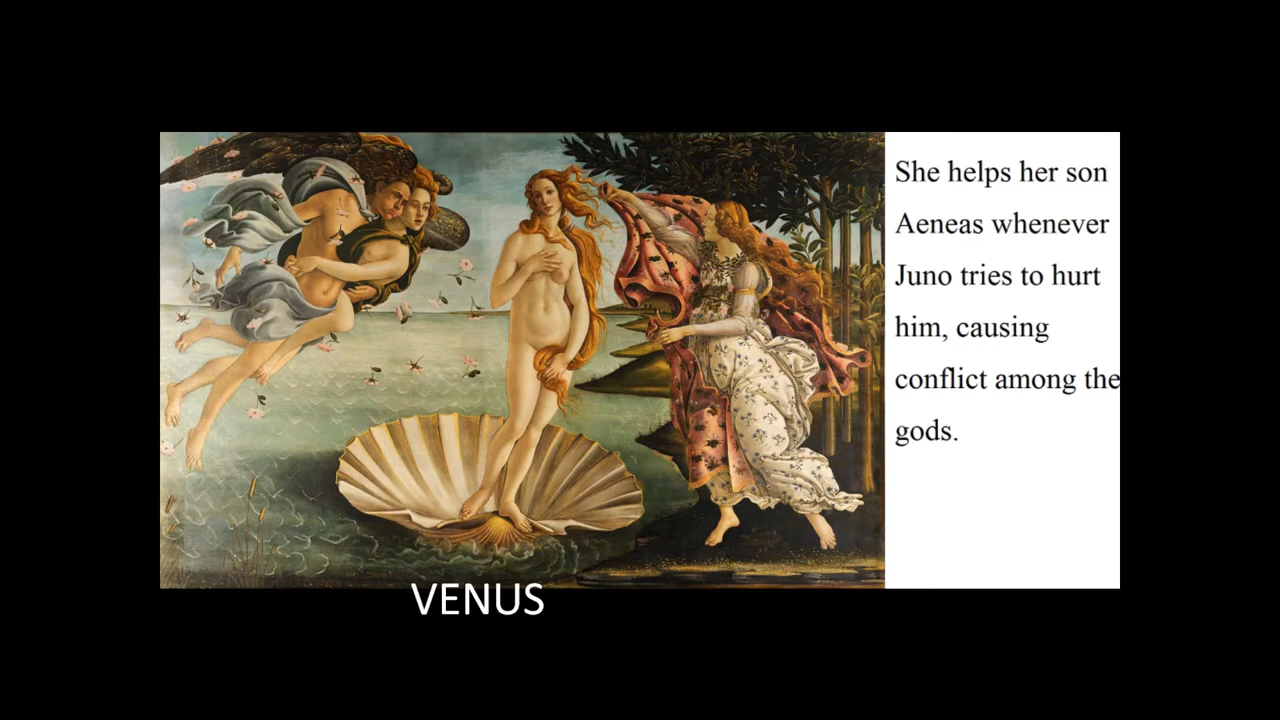 She helps her son
Aeneas whenever
Juno tries to hurt
him, causing
conflict among the
gods.
VENUS